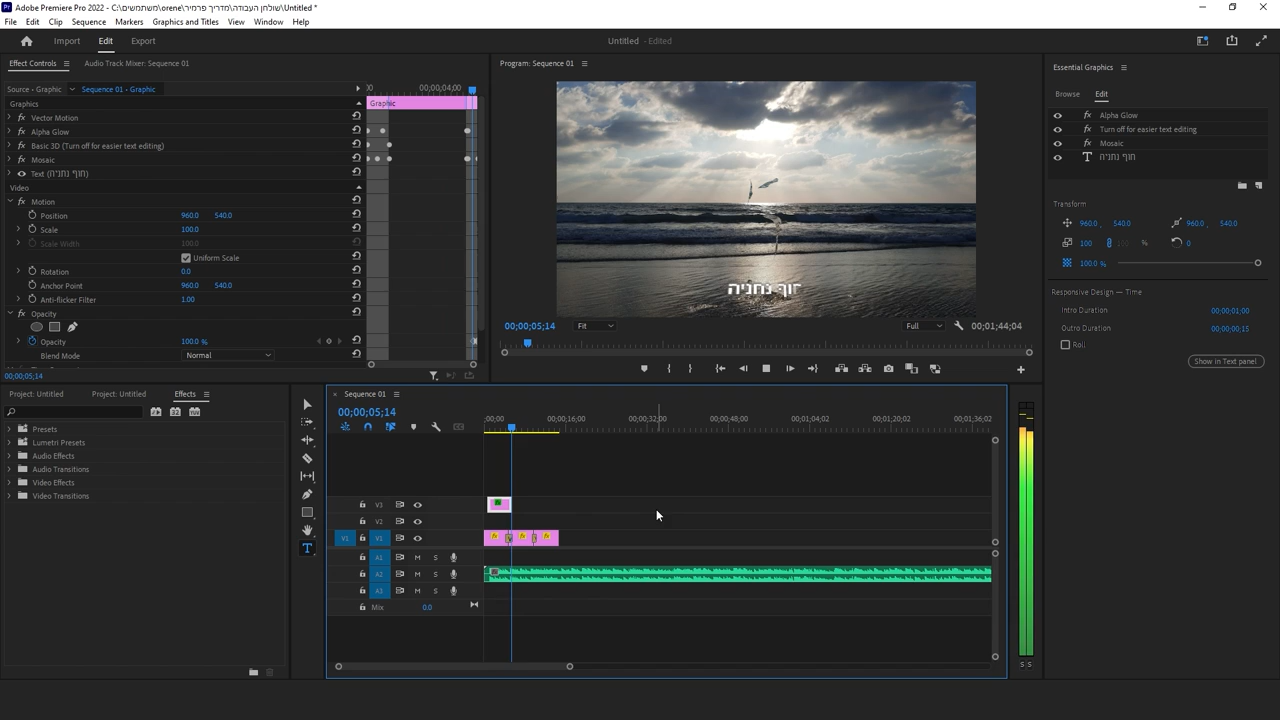 Adobe Premiere Pro 2022 - C:\משתמשים\orene\שולחן העבודה\מדריך פרמייר\Untitled *
File Edit Clip Sequence Markers Graphics and Titles View Window Help
Import Edit Export
Untitled - Edited
Effect Controls
Audio Track Mixer: Sequence 01
Source · Graphic
Sequence 01 · Graphic
00;00;04;00
Graphics
Graphic
Vector Motion
Alpha Glow
Basic 3D (Turn off for easier text editing)
Mosaic
Text (חוף נתניה)
Video
Motion
Position 960.0 540.0
Scale 100.0
Scale Width 100.0
Uniform Scale
Rotation 0.0
Anchor Point 960.0 540.0
Anti-flicker Filter 1.00
Opacity
Opacity 100.0 %
Blend Mode Normal
00;00;05;14
Program: Sequence 01
חוף נתניה
00;00;05;14 Fit Full 00;01;44;04
Essential Graphics
Browse Edit
Alpha Glow
Turn off for easier text editing
Mosaic
חוף נתניה
Transform
960.0 , 540.0 960.0 , 540.0
100 100 % 0
100.0 %
Responsive Design — Time
Intro Duration 00;00;01;00
Outro Duration 00;00;00;15
Roll
Show in Text panel
Project: Untitled Project: Untitled Effects
Presets
Lumetri Presets
Audio Effects
Audio Transitions
Video Effects
Video Transitions
Sequence 01
00;00;05;14
;00;00 00;00;16;00 00;00;32;00 00;00;48;00 00;01;04;02 00;01;20;02 00;01;36;02
V3
V2
V1 V1
A1 M S
A2 M S
A3 M S
Mix 0.0
S S